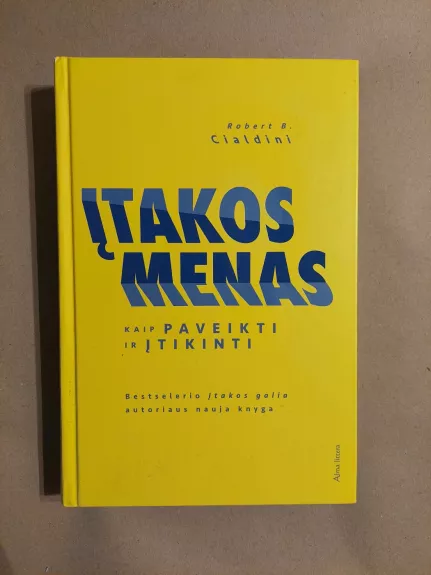 Robert B.
Cialdini
ĮTAKOS
MENAS
KAIP PAVEIKTI
IR ĮTIKINTI
Bestselerio Įtakos galia
autoriaus nauja knyga
Alma littera